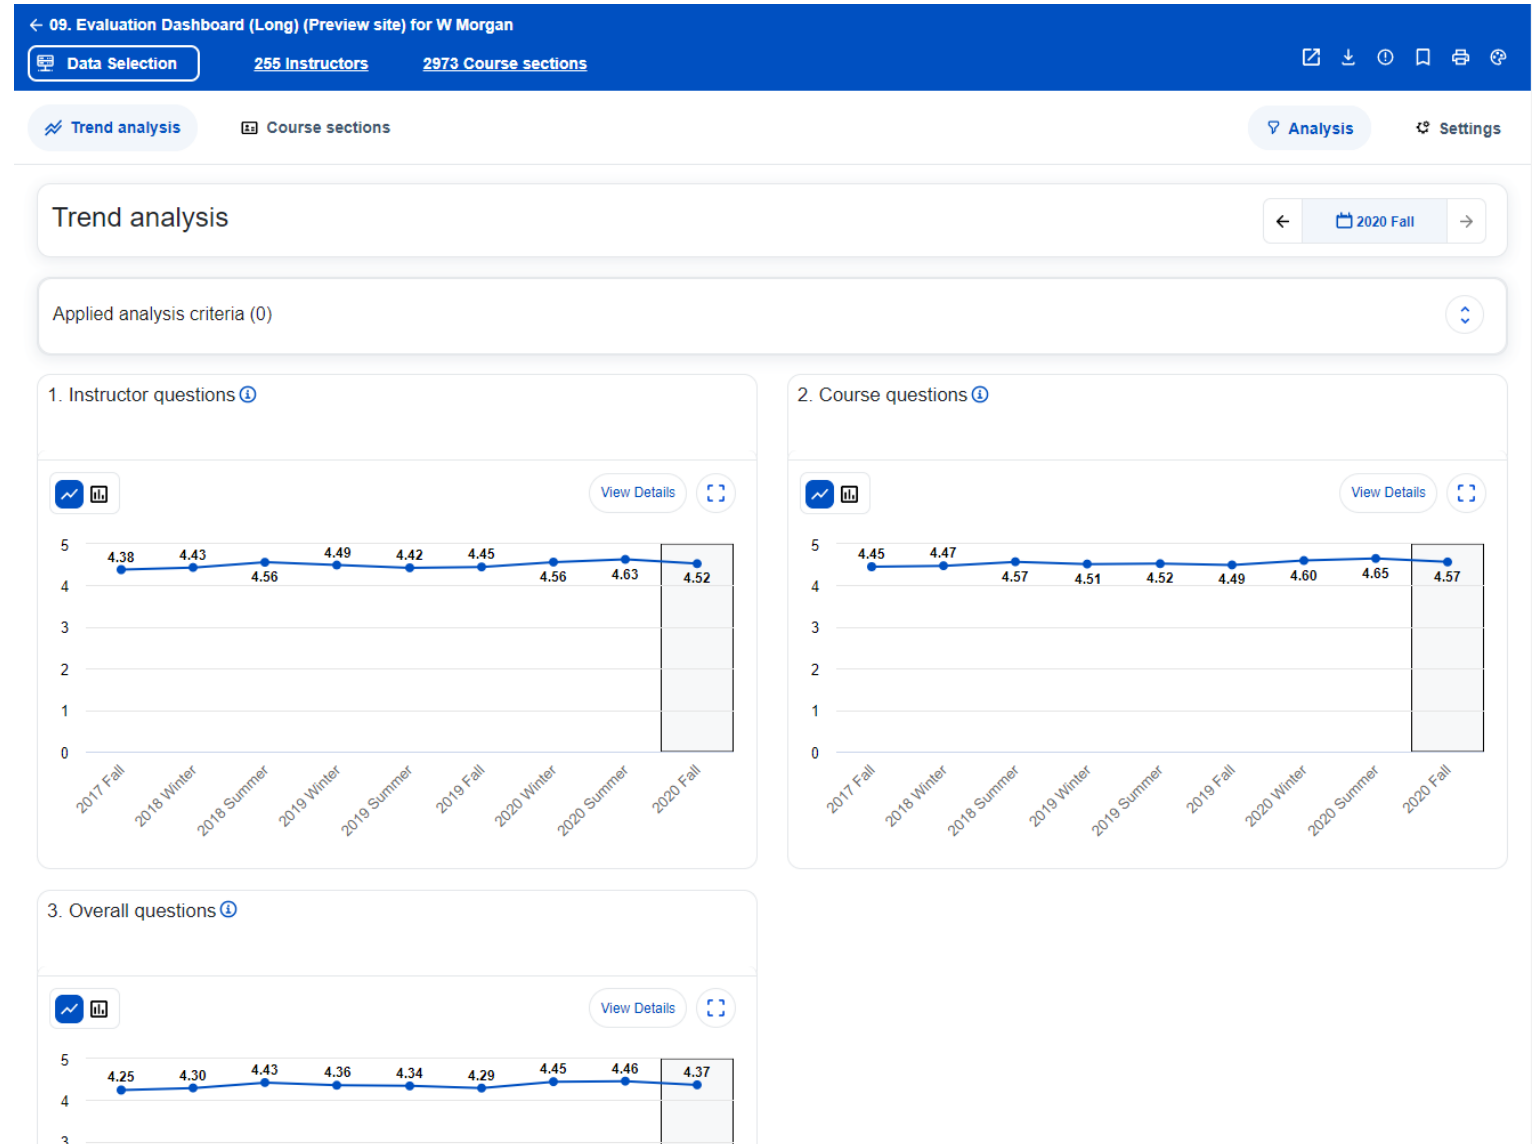 09. Evaluation Dashboard (Long) (Preview site) for W Morgan
Data Selection
255 Instructors
2973 Course sections
Trend analysis
Course sections
Analysis
Settings
Trend analysis
2020 Fall
Applied analysis criteria (0)
1. Instructor questions
View Details
5
4
3
2
1
0
4.38
4.43
4.56
4.49
4.42
4.45
4.56
4.63
4.52
2017 Fall
2018 Winter
2018 Summer
2019 Winter
2019 Summer
2019 Fall
2020 Winter
2020 Summer
2020 Fall
2. Course questions
View Details
5
4
3
2
1
0
4.45
4.47
4.57
4.51
4.52
4.49
4.60
4.65
4.57
2017 Fall
2018 Winter
2018 Summer
2019 Winter
2019 Summer
2019 Fall
2020 Winter
2020 Summer
2020 Fall
3. Overall questions
View Details
5
4
3
4.25
4.30
4.43
4.36
4.34
4.29
4.45
4.46
4.37